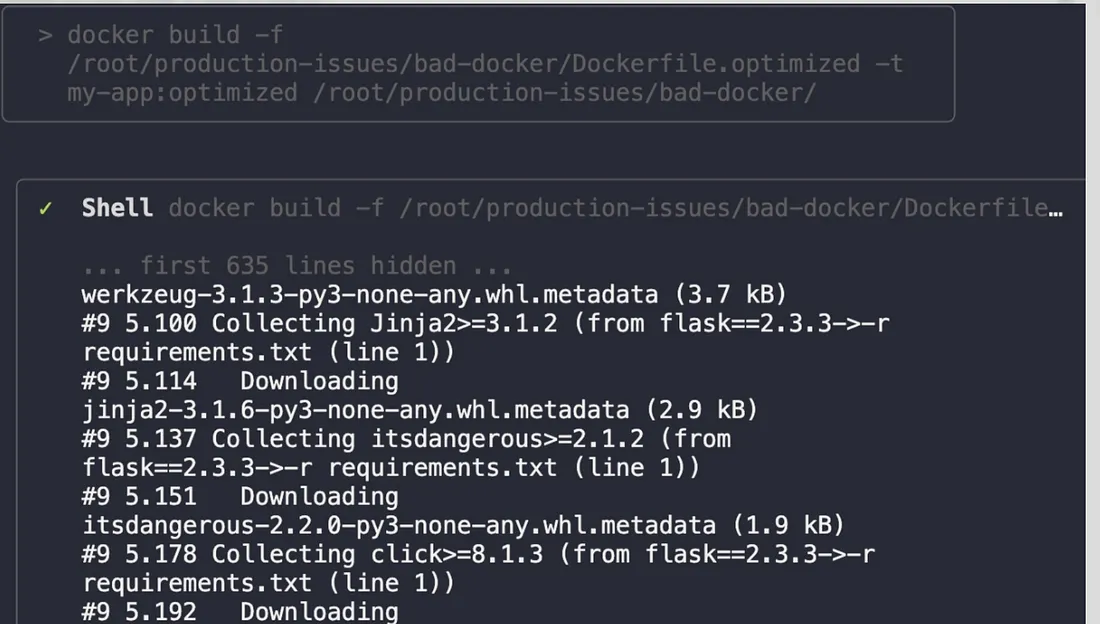 > docker build -f
/root/production-issues/bad-docker/Dockerfile.optimized -t
my-app:optimized /root/production-issues/bad-docker/
✓ Shell docker build -f /root/production-issues/bad-docker/Dockerfile…
... first 635 lines hidden ...
werkzeug-3.1.3-py3-none-any.whl.metadata (3.7 kB)
#9 5.100 Collecting Jinja2>=3.1.2 (from flask==2.3.3->-r
requirements.txt (line 1))
#9 5.114   Downloading
jinja2-3.1.6-py3-none-any.whl.metadata (2.9 kB)
#9 5.137 Collecting itsdangerous>=2.1.2 (from
flask==2.3.3->-r requirements.txt (line 1))
#9 5.151   Downloading
itsdangerous-2.2.0-py3-none-any.whl.metadata (1.9 kB)
#9 5.178 Collecting click>=8.1.3 (from flask==2.3.3->-r
requirements.txt (line 1))
#9 5.192   Downloading